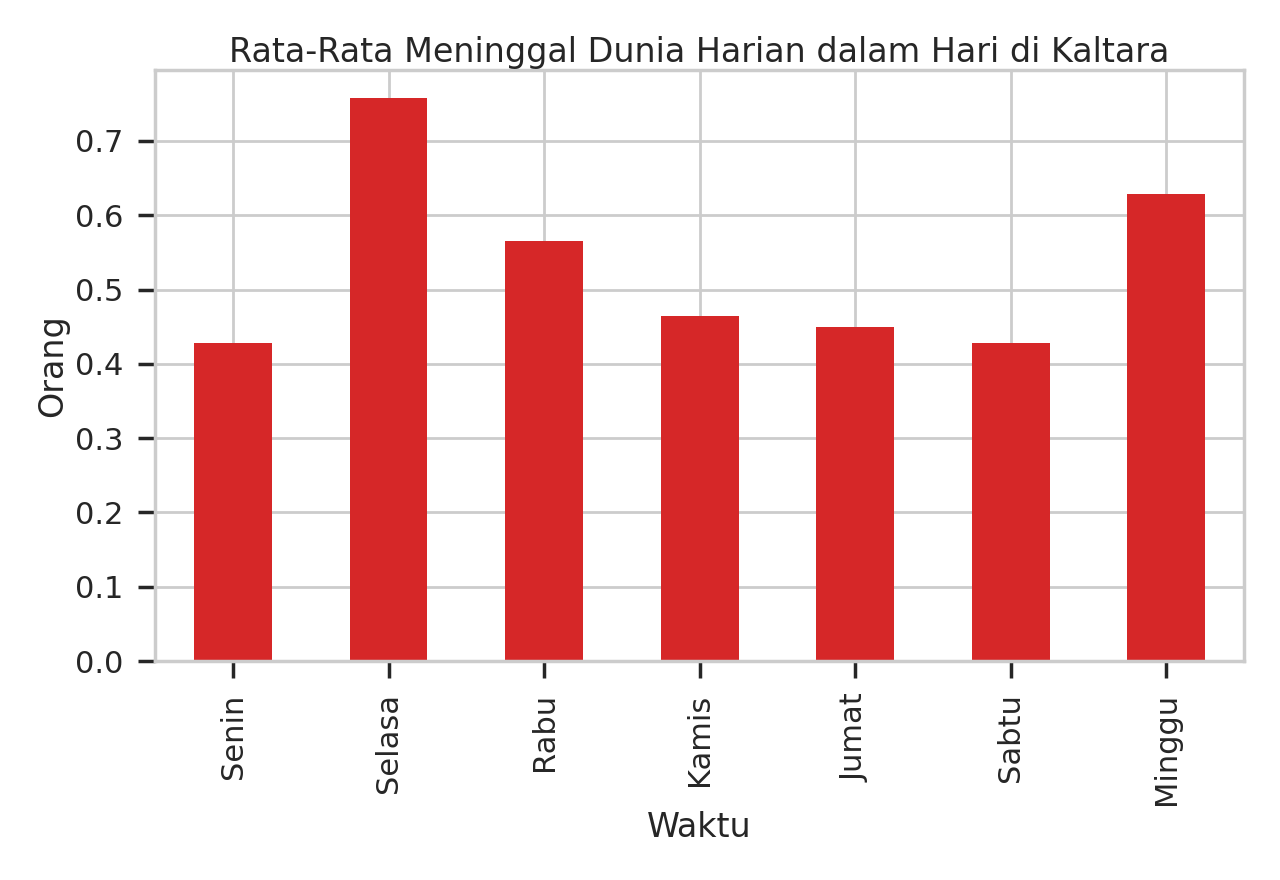 Rata-Rata Meninggal Dunia Harian dalam Hari di Kaltara
Orang
0.7
0.6
0.5
0.4
0.3
0.2
0.1
0.0
Senin
Selasa
Rabu
Kamis
Jumat
Sabtu
Minggu
Waktu